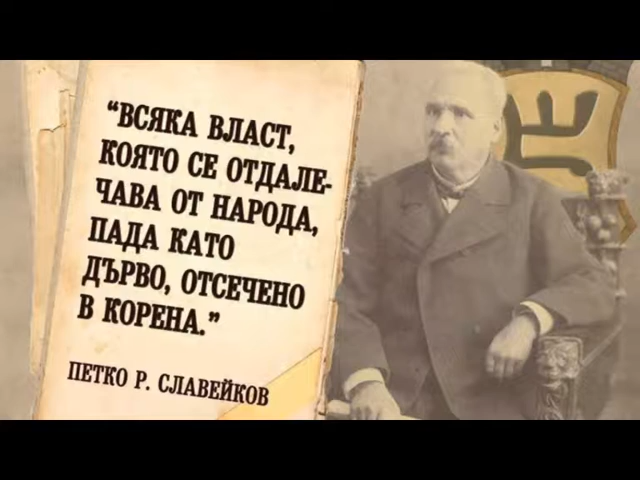 “ВСЯКА ВЛАСТ,
КОЯТО СЕ ОТДАЛЕ-
ЧАВА ОТ НАРОДА,
ПАДА КАТО
ДЪРВО, ОТСЕЧЕНО
В КОРЕНА.”
ПЕТКО Р. СЛАВЕЙКОВ